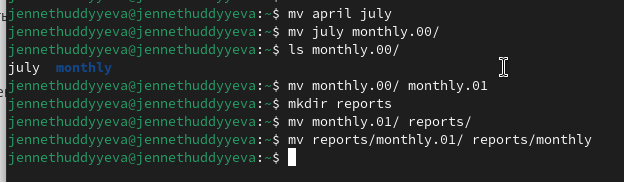 jennethuddyyeva@jennethuddyyeva:~$ mv april july
jennethuddyyeva@jennethuddyyeva:~$ mv july monthly.00/
jennethuddyyeva@jennethuddyyeva:~$ ls monthly.00/
july  monthly
jennethuddyyeva@jennethuddyyeva:~$ mv monthly.00/ monthly.01
jennethuddyyeva@jennethuddyyeva:~$ mkdir reports
jennethuddyyeva@jennethuddyyeva:~$ mv monthly.01/ reports/
jennethuddyyeva@jennethuddyyeva:~$ mv reports/monthly.01/ reports/monthly
jennethuddyyeva@jennethuddyyeva:~$